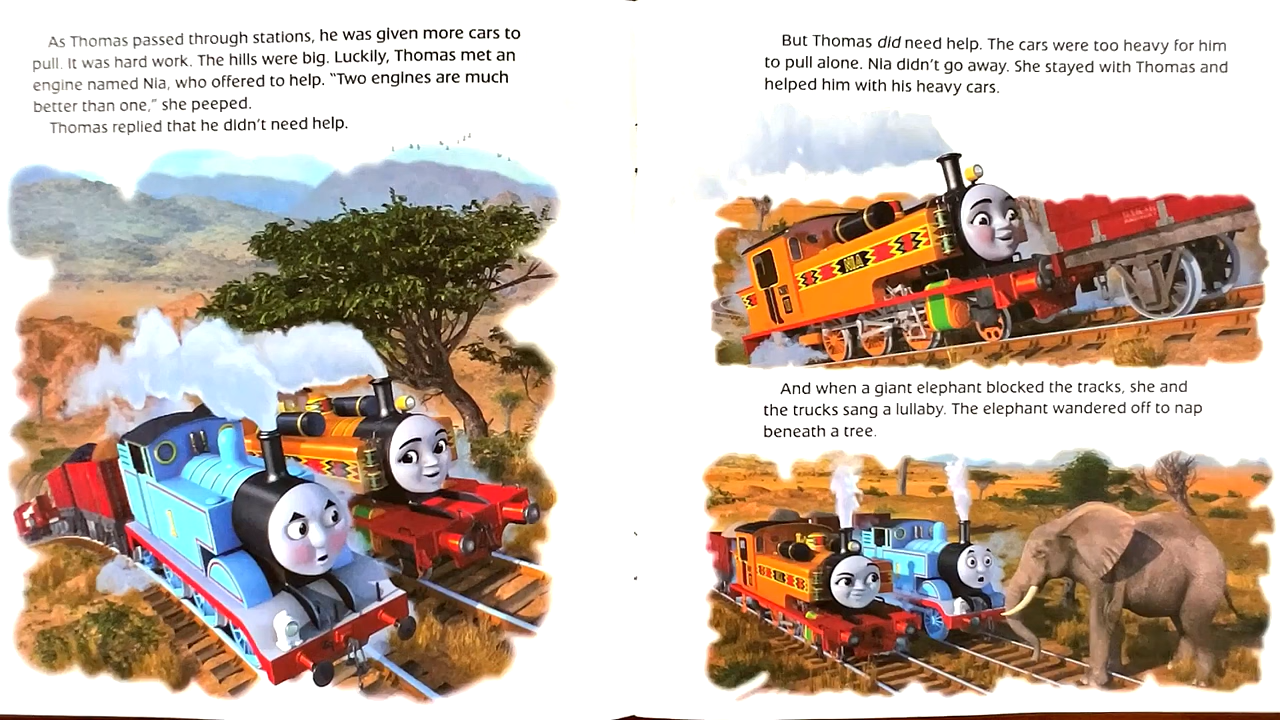 As Thomas passed through stations, he was given more cars to
pull. It was hard work. The hills were big. Luckily, Thomas met an
engine named Nia, who offered to help. “Two engines are much
better than one,” she peeped.
Thomas replied that he didn’t need help.
But Thomas did need help. The cars were too heavy for him
to pull alone. Nia didn’t go away. She stayed with Thomas and
helped him with his heavy cars.
NIA
And when a giant elephant blocked the tracks, she and
the trucks sang a lullaby. The elephant wandered off to nap
beneath a tree.
1